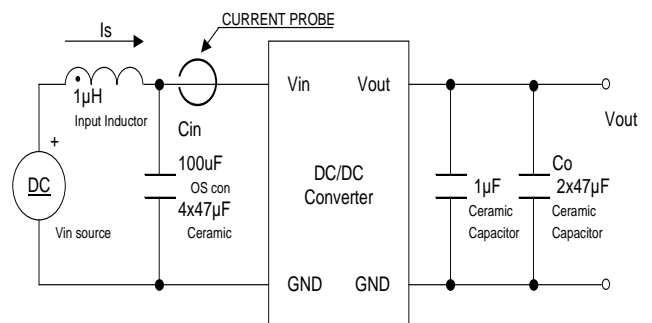 CURRENT PROBE
Is
1µH
Input Inductor
Vin
Vout
Vout
Cin
100uF
OS con
4x47µF
Ceramic
+
DC
Vin source
DC/DC
Converter
1µF
Ceramic
Capacitor
Co
2x47µF
Ceramic
Capacitor
GND
GND